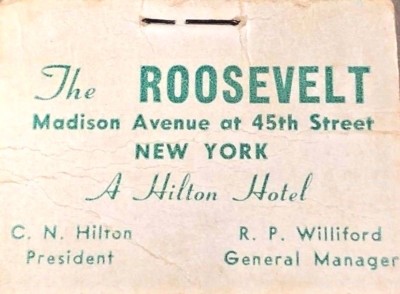 The ROOSEVELT
Madison Avenue at 45th Street
NEW YORK
A Hilton Hotel
C. N. Hilton R. P. Williford
President General Manager